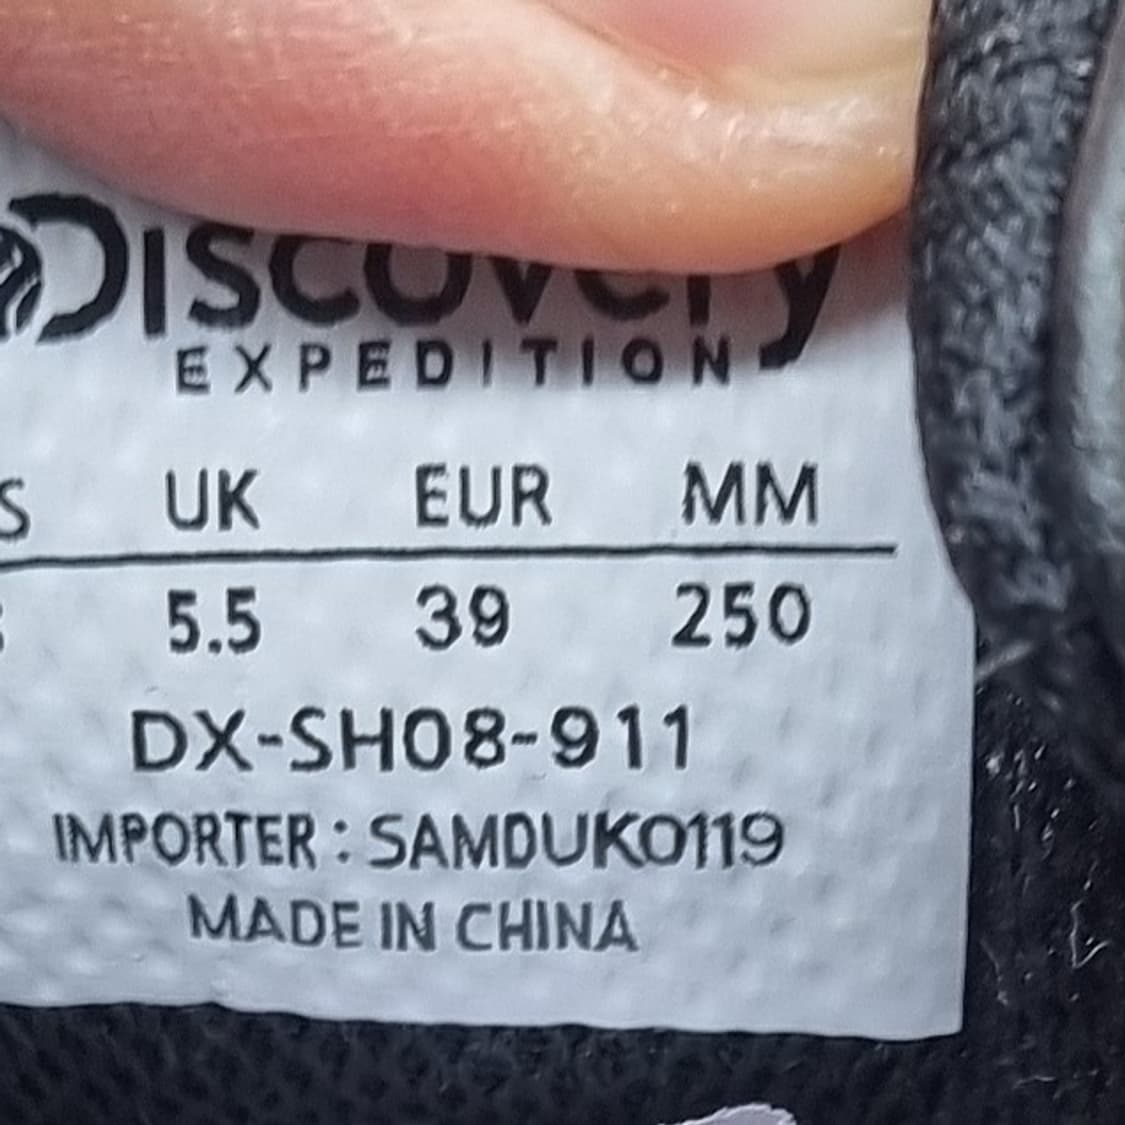 DISCOVery
EXPEDITION
UK EUR MM
5.5 39 250
DX-SH08-911
IMPORTER : SAMDUK0119
MADE IN CHINA